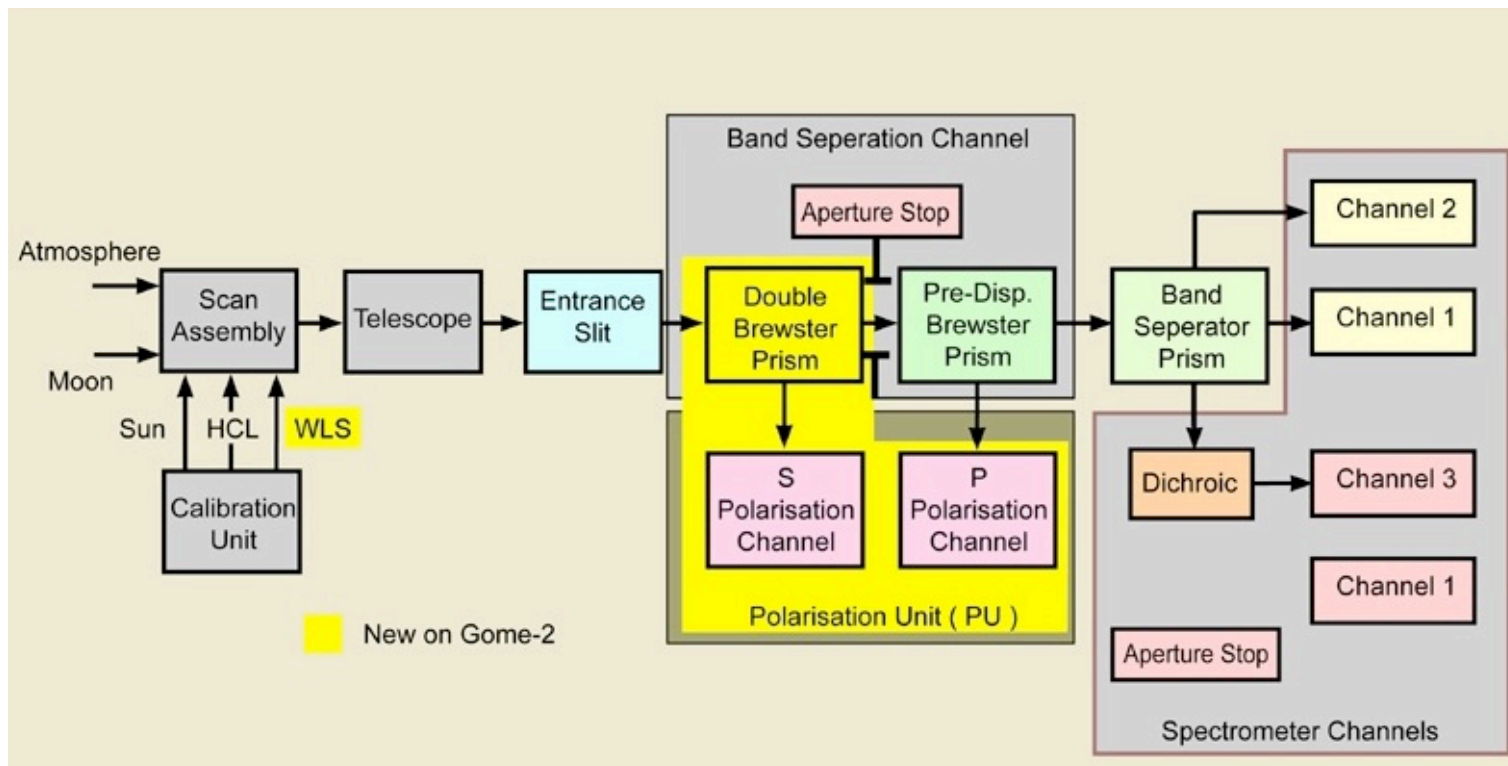 Band Seperation Channel
Aperture Stop
Atmosphere
Moon
Scan
Assembly
Telescope
Entrance
Slit
Double
Brewster
Prism
Pre-Disp.
Brewster
Prism
Band
Seperator
Prism
Channel 2
Channel 1
Sun
HCL
WLS
Calibration
Unit
S
Polarisation
Channel
P
Polarisation
Channel
Polarisation Unit ( PU )
Dichroic
Channel 3
Channel 1
Aperture Stop
Spectrometer Channels
New on Gome-2